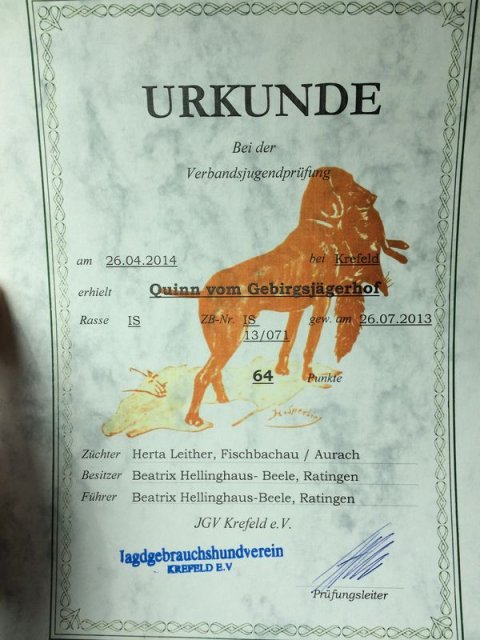 URKUNDE
Bei der
Verbandsjugendprüfung
am 26.04.2014 bei Krefeld
erhielt Quinn vom Gebirgsjägerhof
Rasse IS ZB-Nr. IS 13/071 gew. am 26.07.2013
64 Punkte
Züchter Herta Leither, Fischbachau / Aurach
Besitzer Beatrix Hellinghaus- Beele, Ratingen
Führer Beatrix Hellinghaus-Beele, Ratingen
JGV Krefeld e.V.
Jagdgebrauchshundverein
KREFELD E.V
Prüfungsleiter